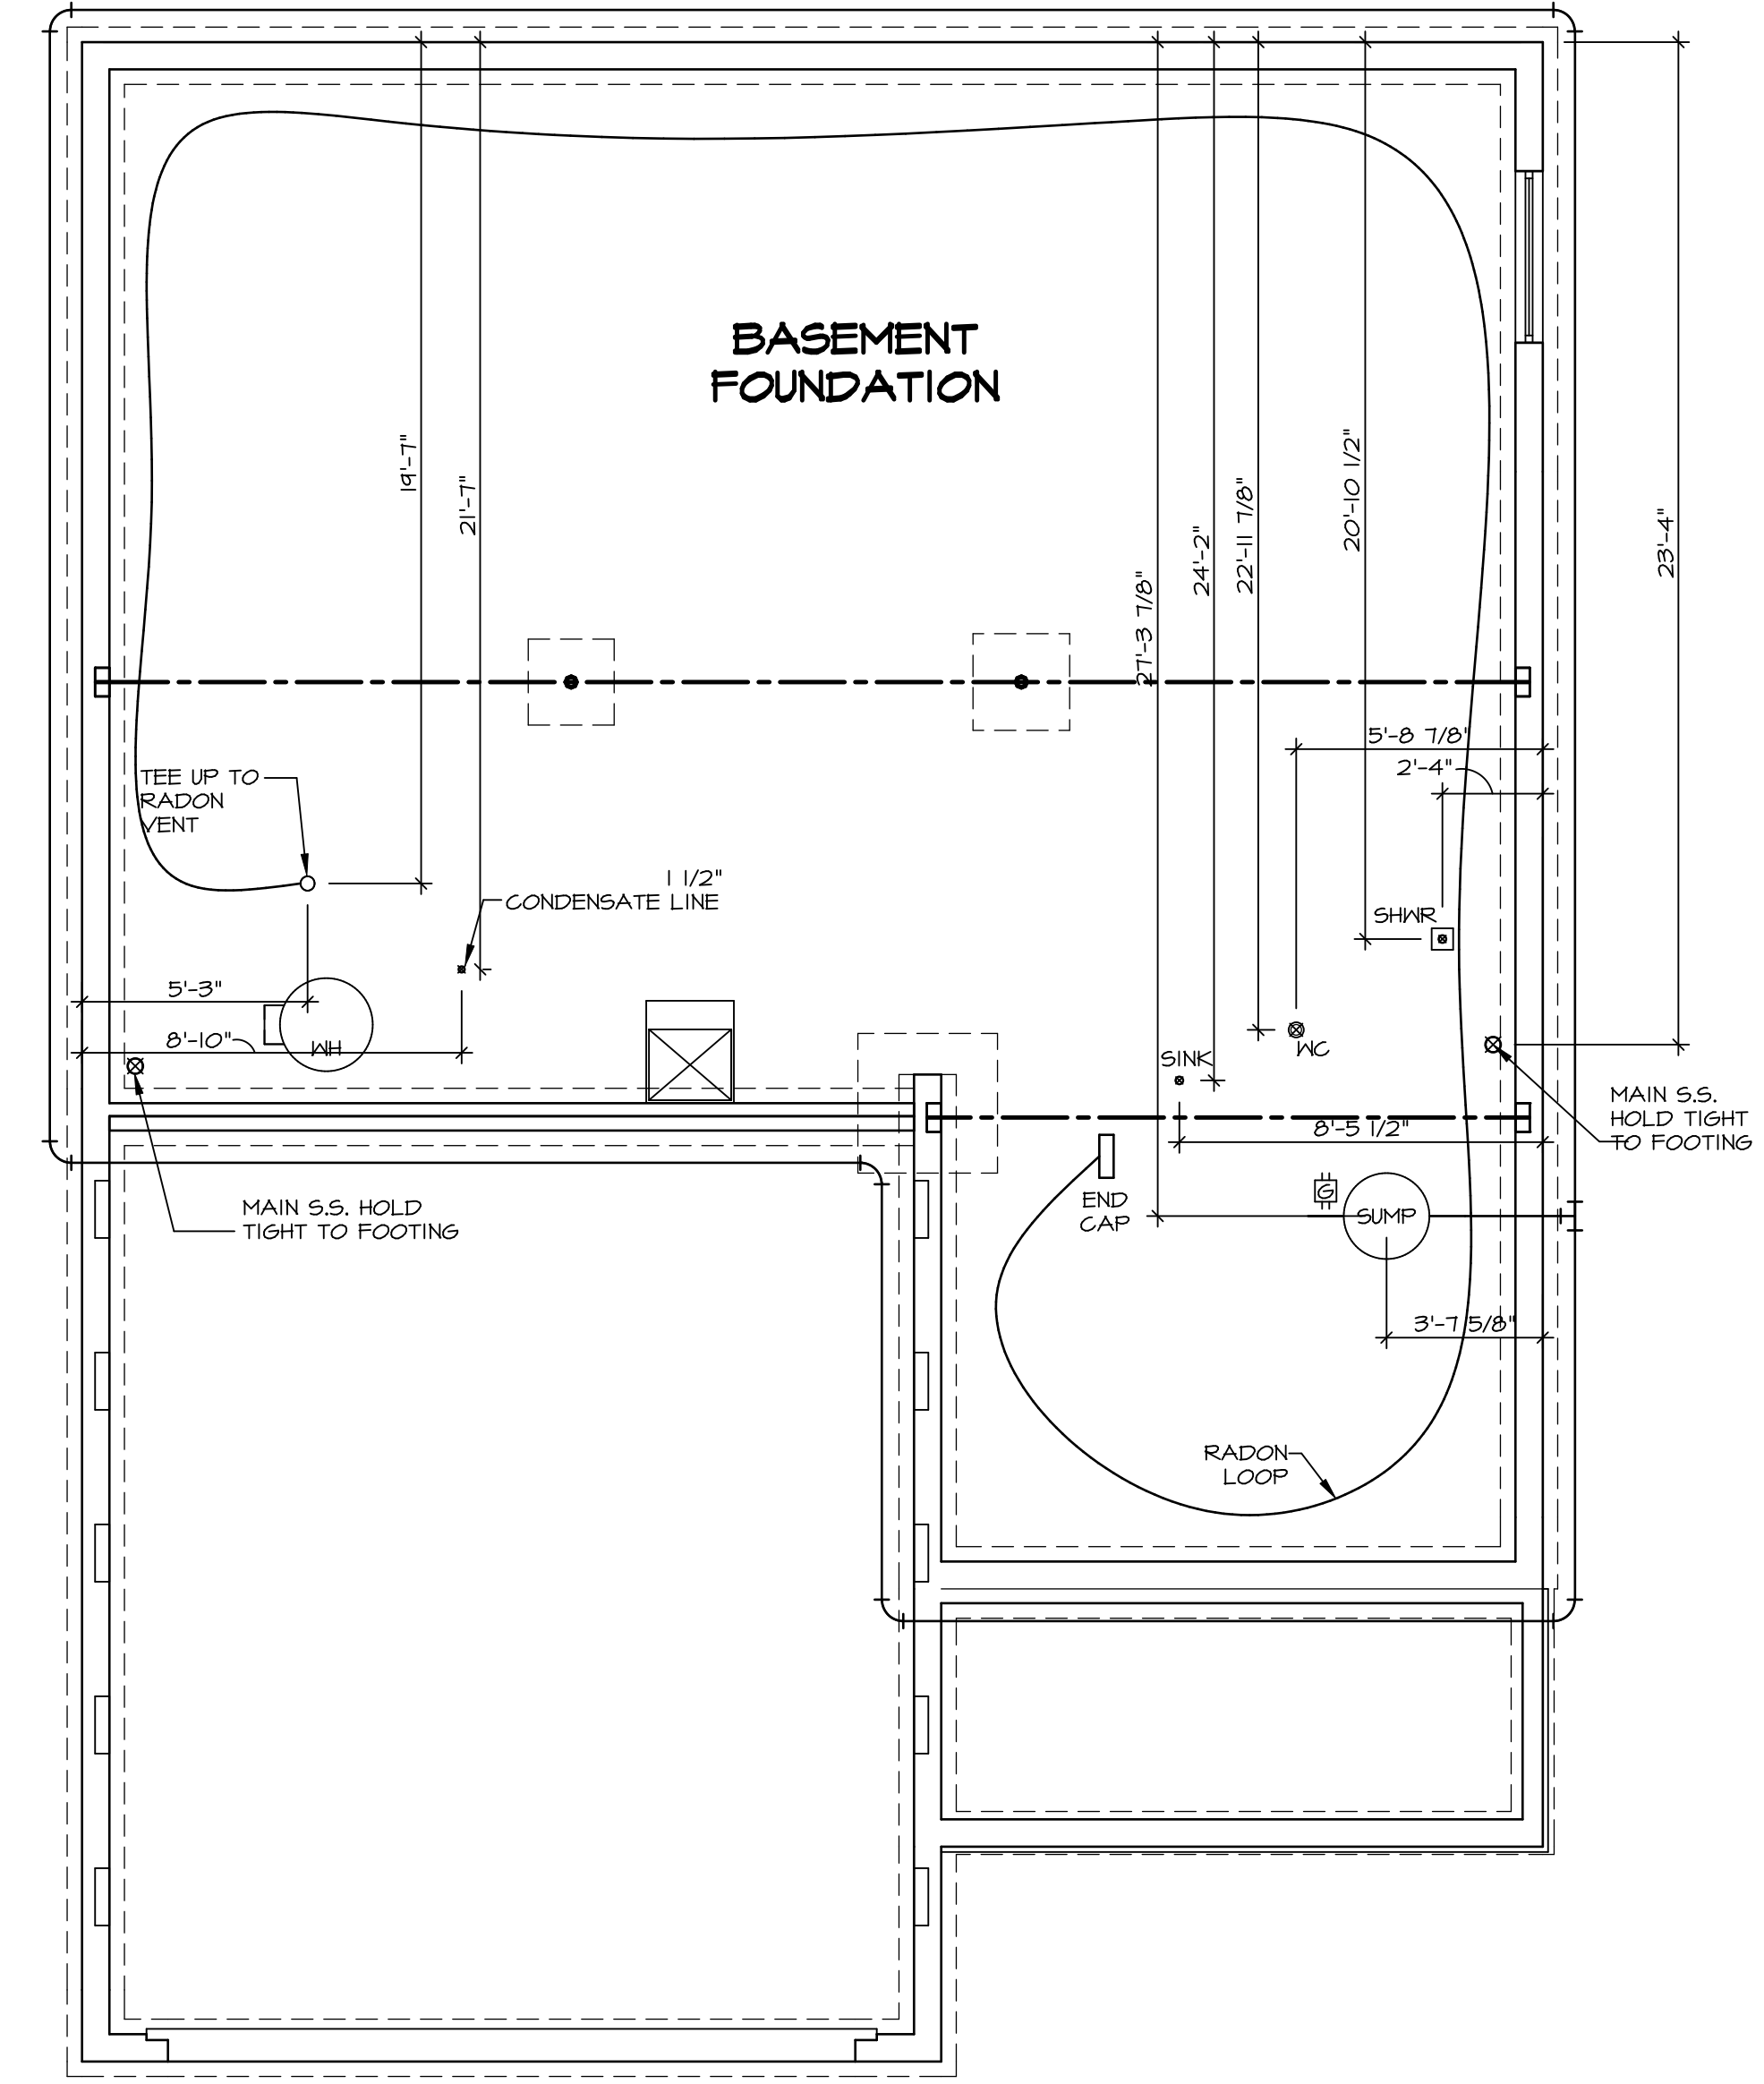 BASEMENT
FOUNDATION
19'-7"
21'-7"
27'-3 7/8"
24'-2"
22'-11 7/8"
20'-10 1/2"
23'-4"
5'-8 7/8"
2'-4"
TEE UP TO
RADON
VENT
1 1/2"
CONDENSATE LINE
SHWR
5'-3"
8'-10"
WH
WC
SINK
MAIN S.S.
HOLD TIGHT
TO FOOTING
8'-5 1/2"
MAIN S.S. HOLD
TIGHT TO FOOTING
END
CAP
G
SUMP
3'-7 5/8"
RADON
LOOP